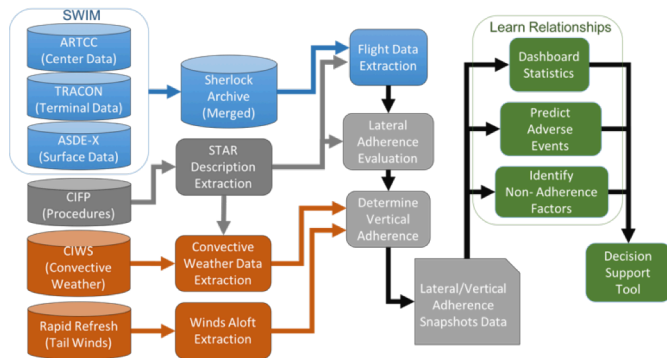 SWIM
ARTCC
(Center Data)
TRACON
(Terminal Data)
ASDE-X
(Surface Data)
CIFP
(Procedures)
CIWS
(Convective
Weather)
Rapid Refresh
(Tail Winds)
Sherlock
Archive
(Merged)
STAR
Description
Extraction
Convective
Weather Data
Extraction
Winds Aloft
Extraction
Flight Data
Extraction
Lateral
Adherence
Evaluation
Determine
Vertical
Adherence
Lateral/Vertical
Adherence
Snapshots Data
Learn Relationships
Dashboard
Statistics
Predict
Adverse
Events
Identify
Non- Adherence
Factors
Decision
Support
Tool